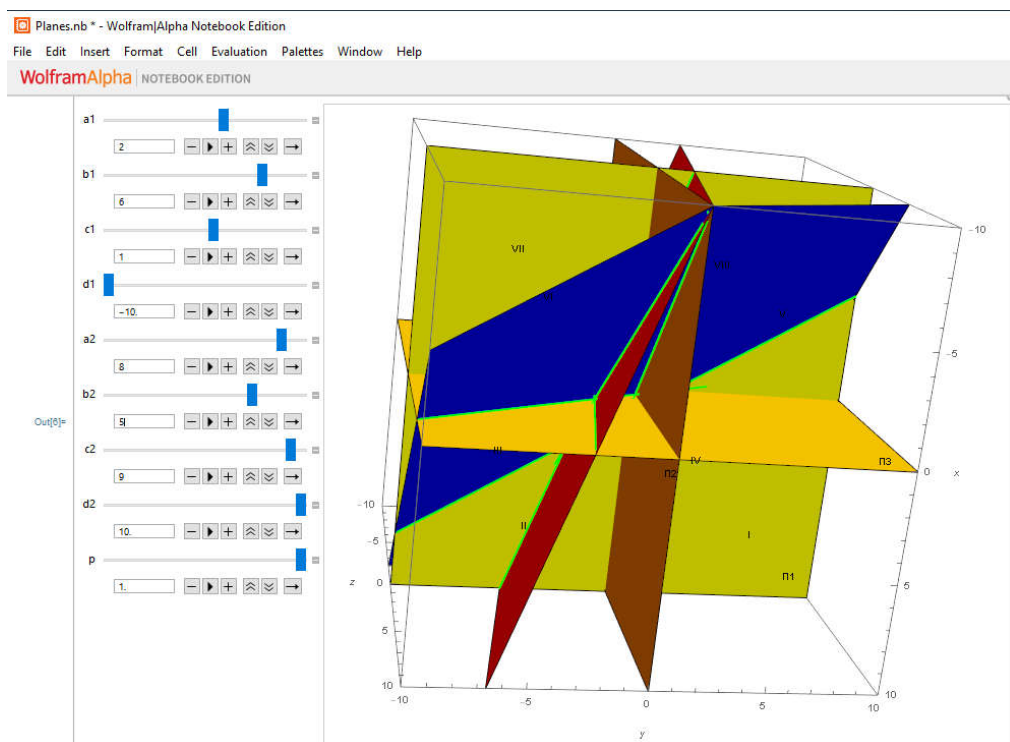 Planes.nb * - Wolfram|Alpha Notebook Edition
File Edit Insert Format Cell Evaluation Palettes Window Help
WolframAlpha | NOTEBOOK EDITION
a1
2
b1
6
c1
1
d1
-10.
a2
8
b2
5
c2
9
d2
10.
p
1.
Out[6]=
VII
VIII
V
III
IV
П2
П3
II
I
П1
-10
-5
0
x
5
10
-10
-5
z
0
5
10
-10
-5
0
5
10
y